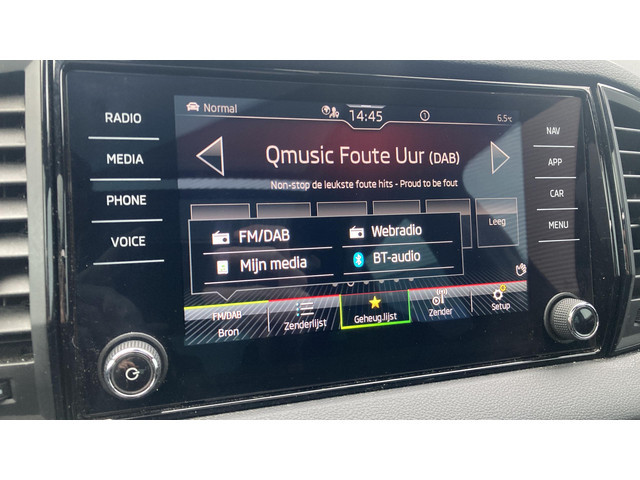 RADIO
MEDIA
PHONE
VOICE
Normal
14:45
1
6.5°C
Qmusic Foute Uur (DAB)
Non-stop de leukste foute hits - Proud to be fout
Leeg
FM/DAB
Webradio
Mijn media
BT-audio
FM/DAB
Bron
Zenderlijst
Geheug.lijst
Zender
Setup
NAV
APP
CAR
MENU